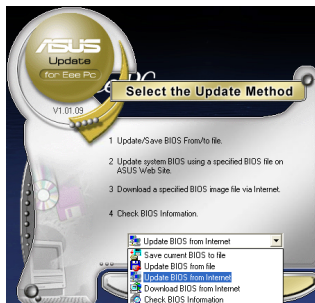 ASUS
Update
for Eee Pc
V1.01.09
Select the Update Method
1 Update/Save BIOS From/to file.
2 Update system BIOS using a specified BIOS file on
ASUS Web Site.
3 Download a specified BIOS image file via Internet.
4 Check BIOS Information.
Update BIOS from Internet
Save current BIOS to file
Update BIOS from file
Update BIOS from Internet
Download BIOS from Internet
Check BIOS Information